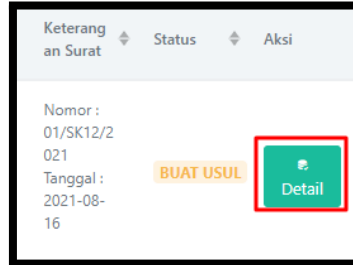 Keterang
an Surat
Status
Aksi
Nomor :
01/SK12/2
021
Tanggal :
2021-08-
16
BUAT USUL
Detail